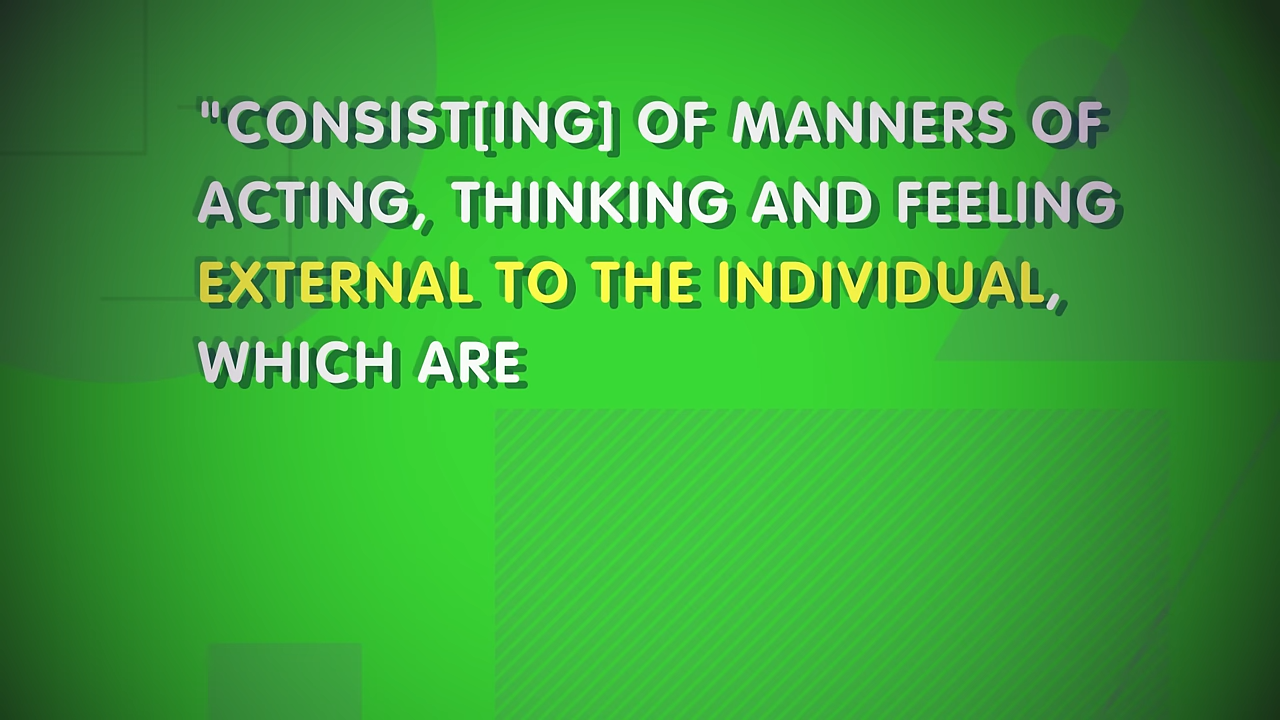 "CONSIST[ING] OF MANNERS OF
ACTING, THINKING AND FEELING
EXTERNAL TO THE INDIVIDUAL,
WHICH ARE